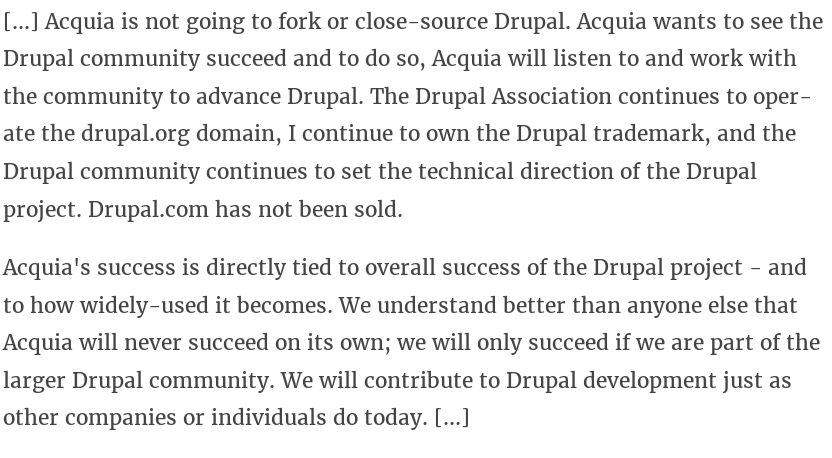 [...] Acquia is not going to fork or close-source Drupal. Acquia wants to see the
Drupal community succeed and to do so, Acquia will listen to and work with
the community to advance Drupal. The Drupal Association continues to oper-
ate the drupal.org domain, I continue to own the Drupal trademark, and the
Drupal community continues to set the technical direction of the Drupal
project. Drupal.com has not been sold.
Acquia's success is directly tied to overall success of the Drupal project - and
to how widely-used it becomes. We understand better than anyone else that
Acquia will never succeed on its own; we will only succeed if we are part of the
larger Drupal community. We will contribute to Drupal development just as
other companies or individuals do today. [...]